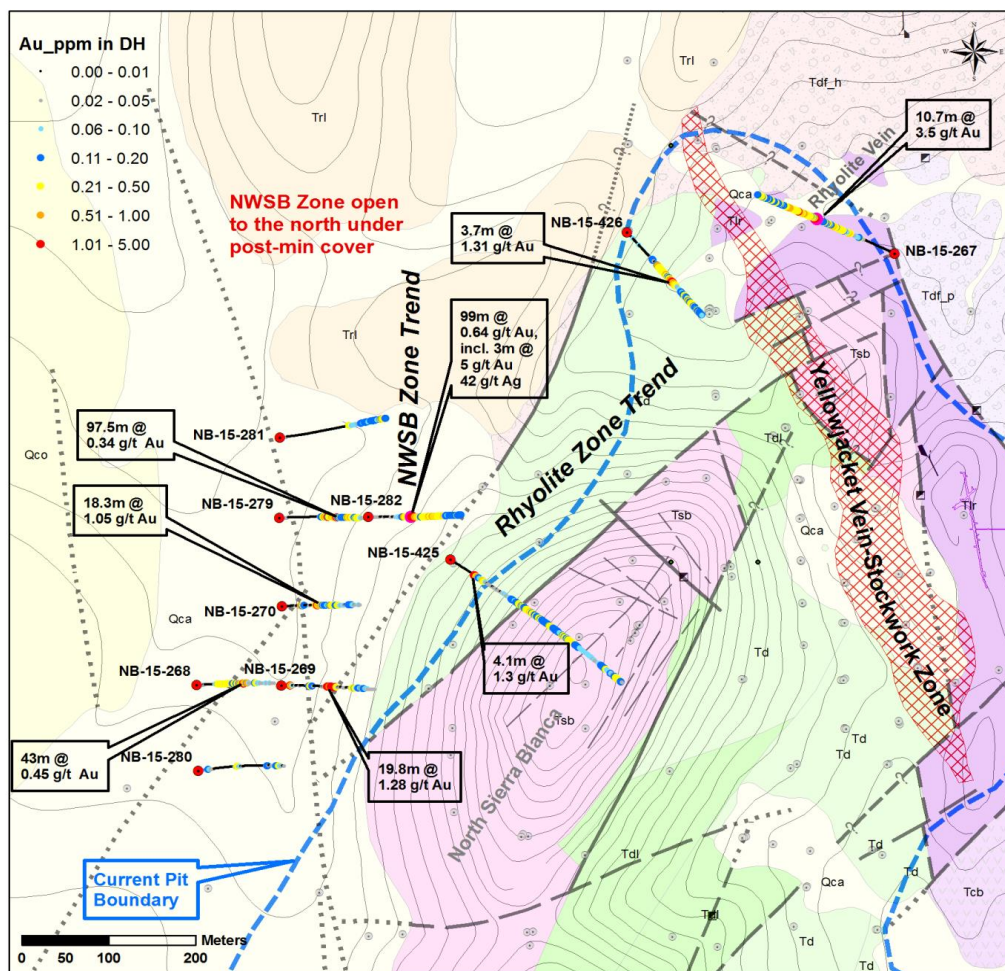 Au_ppm in DH
0.00 - 0.01
0.02 - 0.05
0.06 - 0.10
0.11 - 0.20
0.21 - 0.50
0.51 - 1.00
1.01 - 5.00
N
W
E
S
Trl
Trl
Tdf_h
10.7m @
3.5 g/t Au
NWSB Zone open
to the north under
post-min cover
Rhyolite Vein
Qca
NB-15-426
3.7m @
1.31 g/t Au
Tlr
NB-15-267
Tdf_p
99m @
0.64 g/t Au,
incl. 3m @
5 g/t Au
42 g/t Ag
Trl
NWSB Zone Trend
Tsb
Rhyolite Zone Trend
Yellowjacket Vein-Stockwork Zone
97.5m @
0.34 g/t Au
NB-15-281
Tdl
Qco
18.3m @
1.05 g/t Au
NB-15-279
NB-15-282
Tsb
Qca
Tlr
NB-15-425
NB-15-270
Qca
4.1m @
1.3 g/t Au
Td
NB-15-268
NB-15-269
Tsb
Td
43m @
0.45 g/t Au
NB-15-280
19.8m @
1.28 g/t Au
North Sierra Blanca
Td
Td
Td
Td
Current Pit
Boundary
Tdl
Qca
Td
Tcb
Td
Meters
0
50
100
200